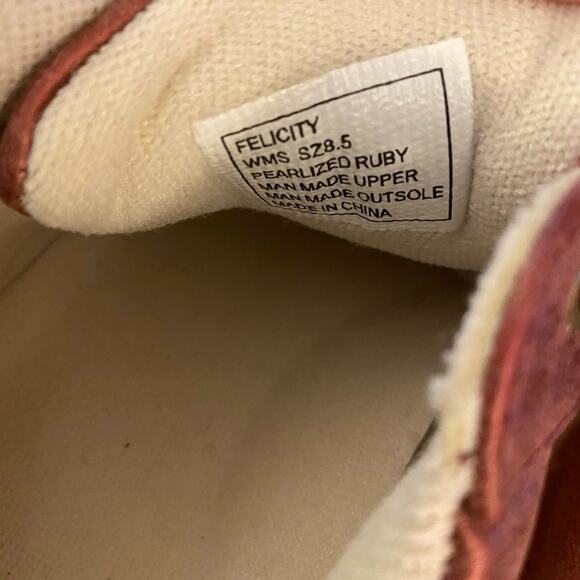 FELICITY
WMS SZ8.5
PEARLIZED RUBY
MAN MADE UPPER
MAN MADE OUTSOLE
MADE IN CHINA